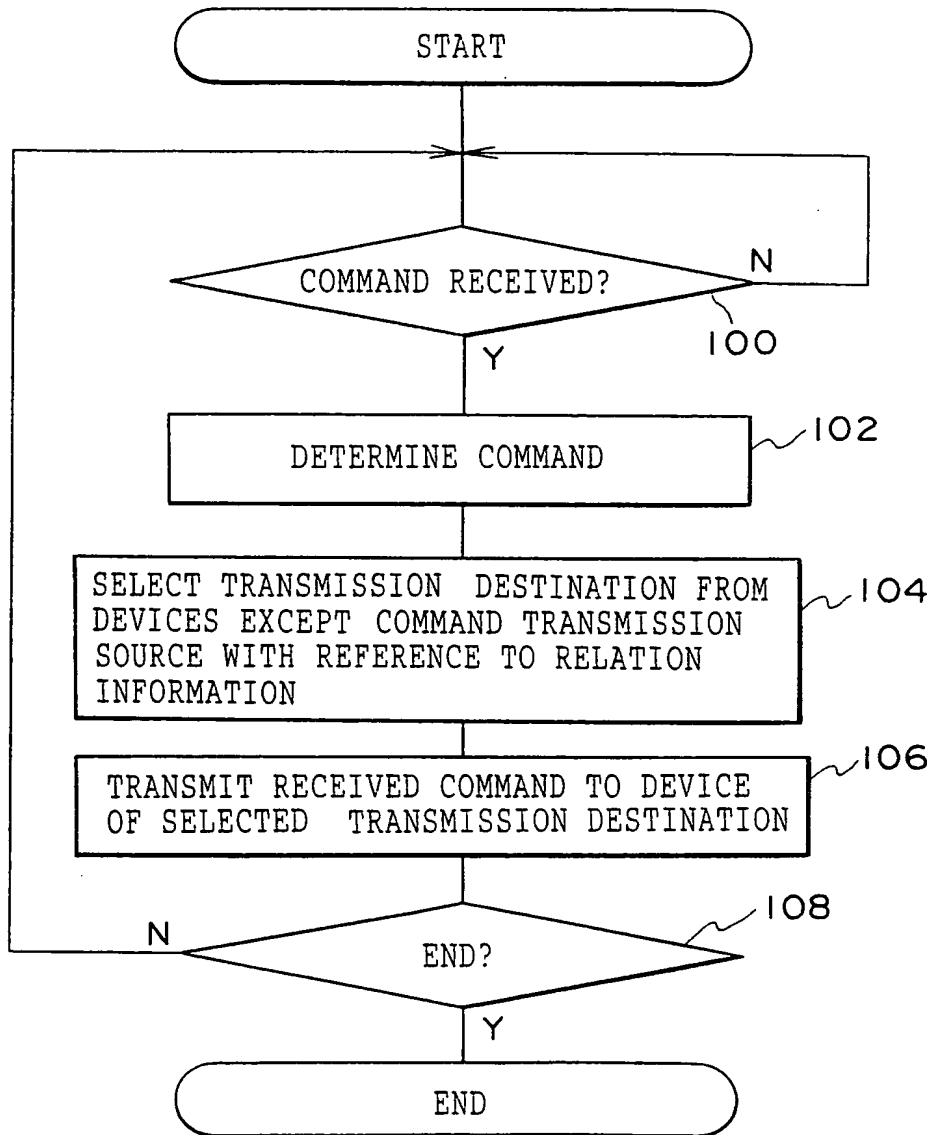 START
COMMAND RECEIVED?
N
100
Y
DETERMINE COMMAND
102
SELECT TRANSMISSION DESTINATION FROM
DEVICES EXCEPT COMMAND TRANSMISSION
SOURCE WITH REFERENCE TO RELATION
INFORMATION
104
TRANSMIT RECEIVED COMMAND TO DEVICE
OF SELECTED TRANSMISSION DESTINATION
106
N
END?
108
Y
END